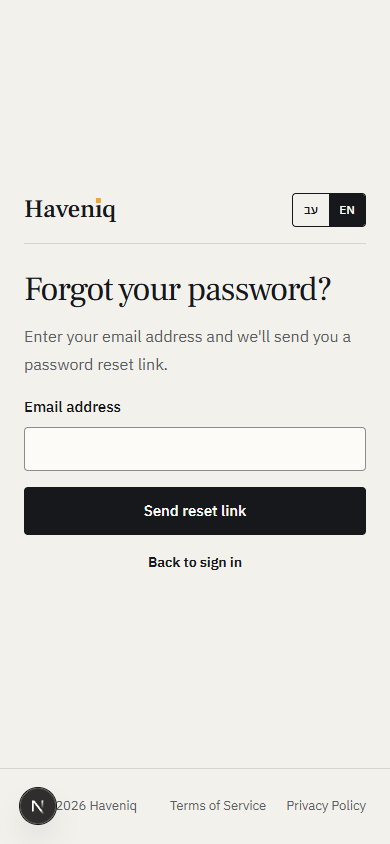 Haveniq
עב EN
Forgot your password?
Enter your email address and we'll send you a
password reset link.
Email address
Send reset link
Back to sign in
N 2026 Haveniq Terms of Service Privacy Policy